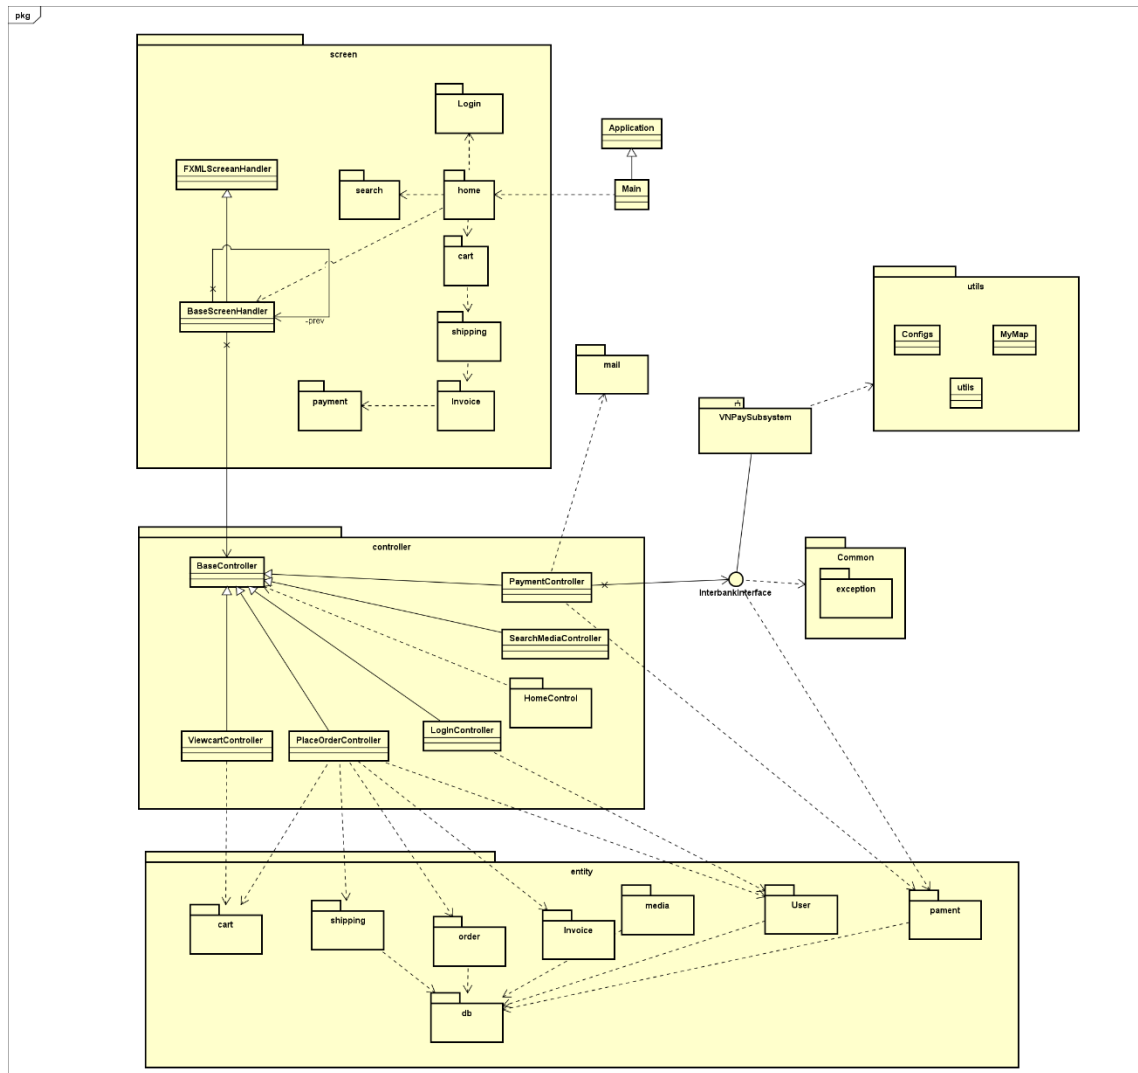 pkg
screen
Login
Application
FXMLScreeanHandler
search
home
Main
cart
utils
BaseScreenHandler
-prev
shipping
Configs
MyMap
mail
utils
payment
Invoice
VNPaySubsystem
controller
BaseController
PaymentController
InterbankInterface
Common
exception
SearchMediaController
HomeControl
ViewcartController
PlaceOrderController
LogInController
entity
cart
shipping
order
Invoice
media
User
pament
db